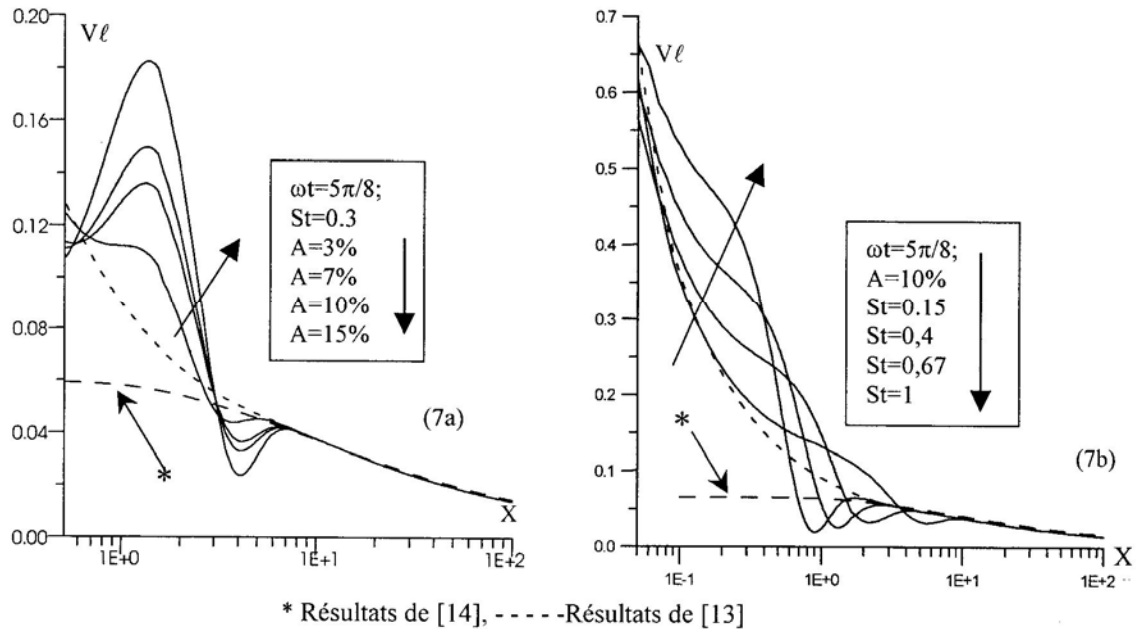 0.20
Vℓ
0.16
0.12
0.08
0.04
0.00
1E+0
1E+1
1E+2
X
ωt=5π/8;
St=0.3
A=3%
A=7%
A=10%
A=15%
(7a)
*
0.7
Vℓ
0.6
0.5
0.4
0.3
0.2
0.1
0.0
1E-1
1E+0
1E+1
1E+2
X
ωt=5π/8;
A=10%
St=0.15
St=0,4
St=0,67
St=1
(7b)
*
* Résultats de [14], - - - - -Résultats de [13]